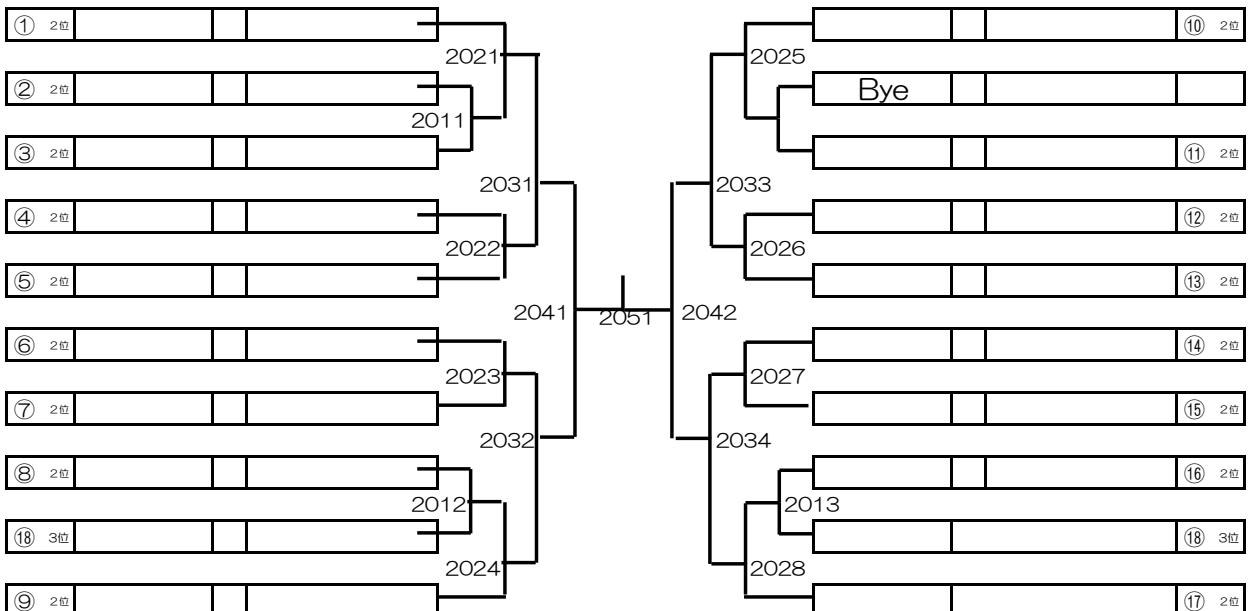 ① 2位
2021
② 2位
2011
③ 2位
2031
④ 2位
2022
⑤ 2位
2041
⑥ 2位
2023
⑦ 2位
2032
⑧ 2位
2012
⑱ 3位
2024
⑨ 2位
2051
⑩ 2位
2025
Bye
⑪ 2位
2033
⑫ 2位
2026
⑬ 2位
2042
⑭ 2位
2027
⑮ 2位
2034
⑯ 2位
2013
⑱ 3位
2028
⑰ 2位